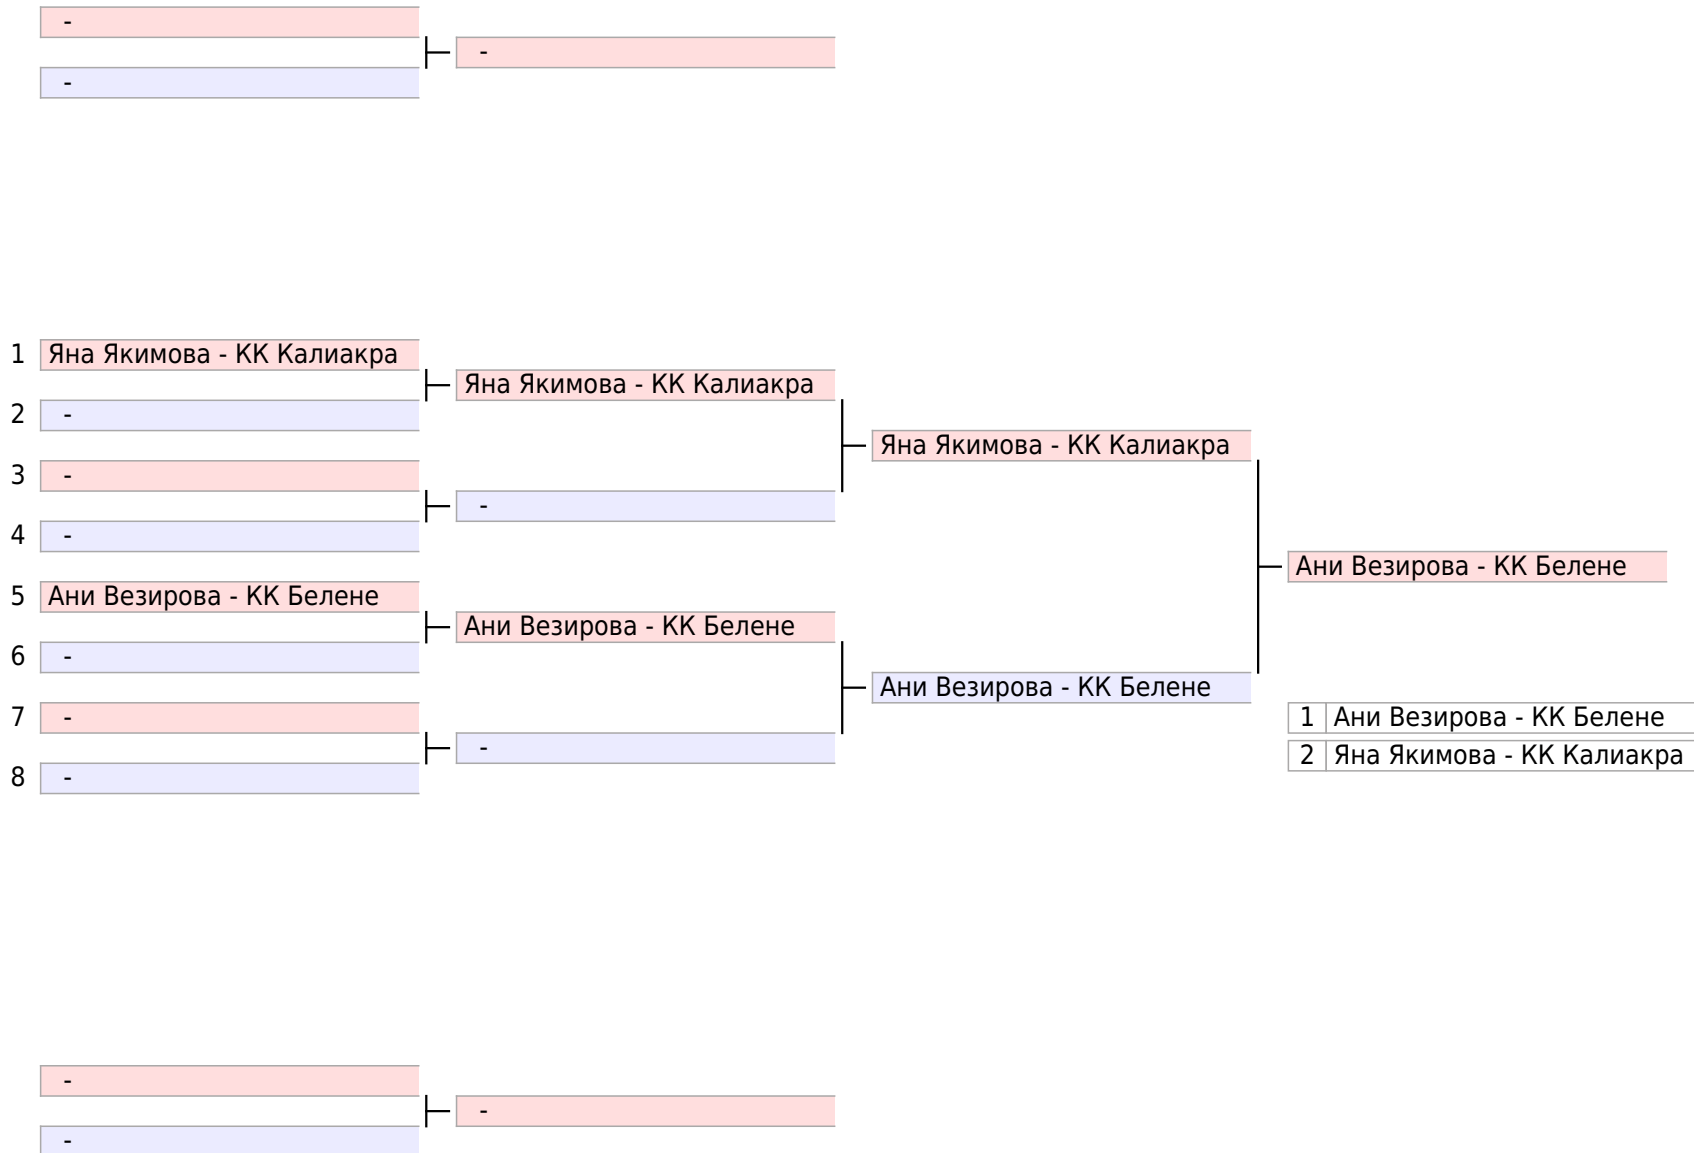 -
-
-
1 Яна Якимова - КК Калиакра
Яна Якимова - КК Калиакра
2 -
Яна Якимова - КК Калиакра
3 -
-
4 -
Ани Везирова - КК Белене
5 Ани Везирова - КК Белене
Ани Везирова - КК Белене
6 -
Ани Везирова - КК Белене
7 -
1 Ани Везирова - КК Белене
-
2 Яна Якимова - КК Калиакра
8 -
-
-
-